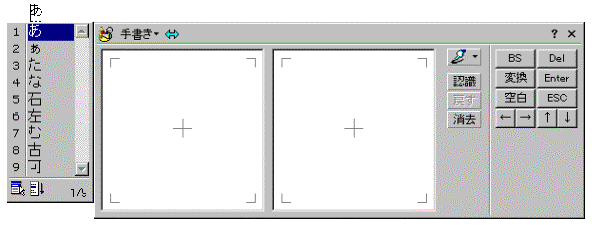 あ
1 あ
2 ぁ
3 た
4 な
5 石
6 左
7 む
8 古
9 叧
1/5
手書き
? ×
認識
戻す
消去
BS Del
変換 Enter
空白 ESC
← → ↑ ↓